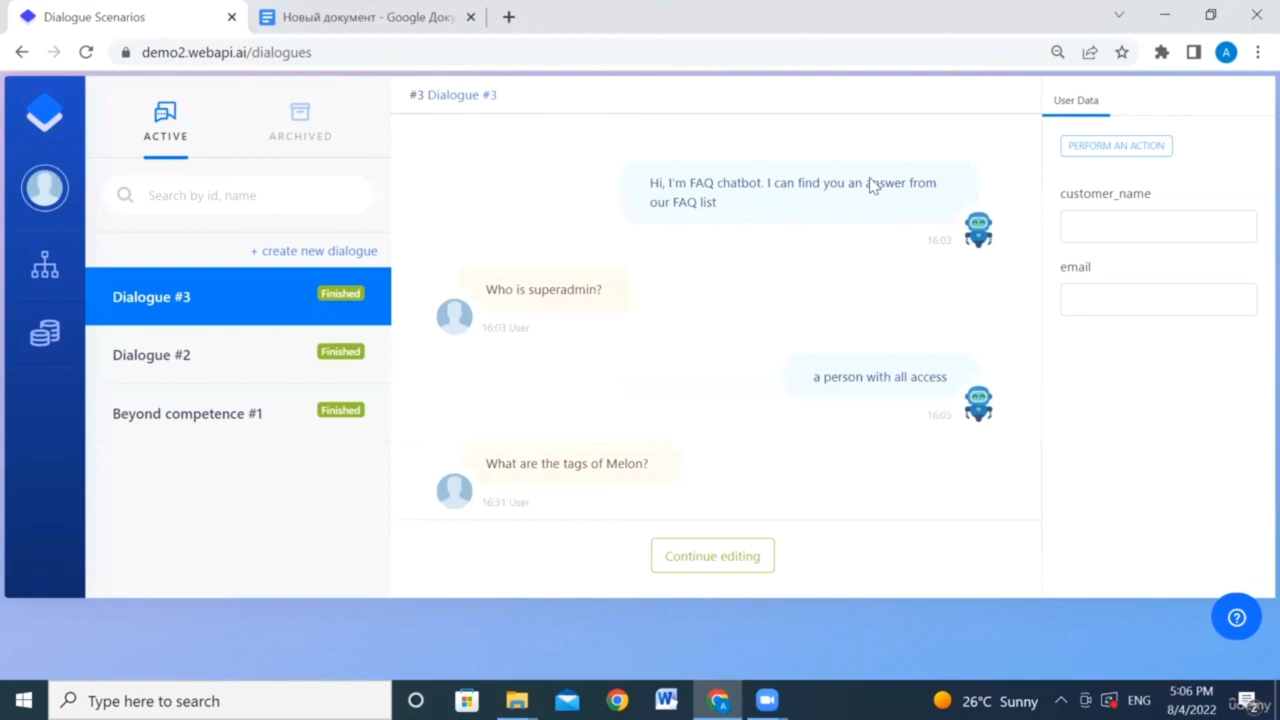 Dialogue Scenarios
Новый документ - Google Доку
demo2.webapi.ai/dialogues
A
ACTIVE
ARCHIVED
Search by id, name
+ create new dialogue
Dialogue #3
Finished
Dialogue #2
Finished
Beyond competence #1
Finished
#3 Dialogue #3
Hi, I'm FAQ chatbot. I can find you an answer from
our FAQ list
16:03
Who is superadmin?
16:03 User
a person with all access
16:05
What are the tags of Melon?
16:31 User
Continue editing
User Data
PERFORM AN ACTION
customer_name
email
Type here to search
26°C Sunny
ENG
5:06 PM
8/4/2022
2
udemy